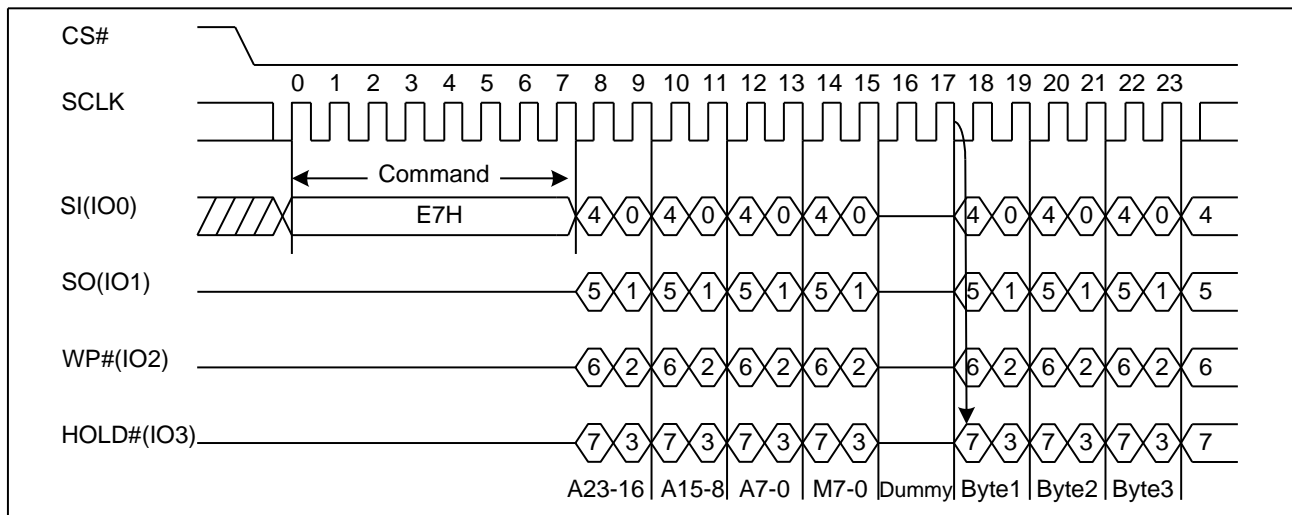 CS#
0 1 2 3 4 5 6 7 8 9 10 11 12 13 14 15 16 17 18 19 20 21 22 23
SCLK
Command
SI(IO0) E7H 4 0 4 0 4 0 4 0 4 0 4 0 4 0 4
SO(IO1) 5 1 5 1 5 1 5 1 5 1 5 1 5 1 5
WP#(IO2) 6 2 6 2 6 2 6 2 6 2 6 2 6 2 6
HOLD#(IO3) 7 3 7 3 7 3 7 3 7 3 7 3 7 3 7
A23-16 A15-8 A7-0 M7-0 Dummy Byte1 Byte2 Byte3